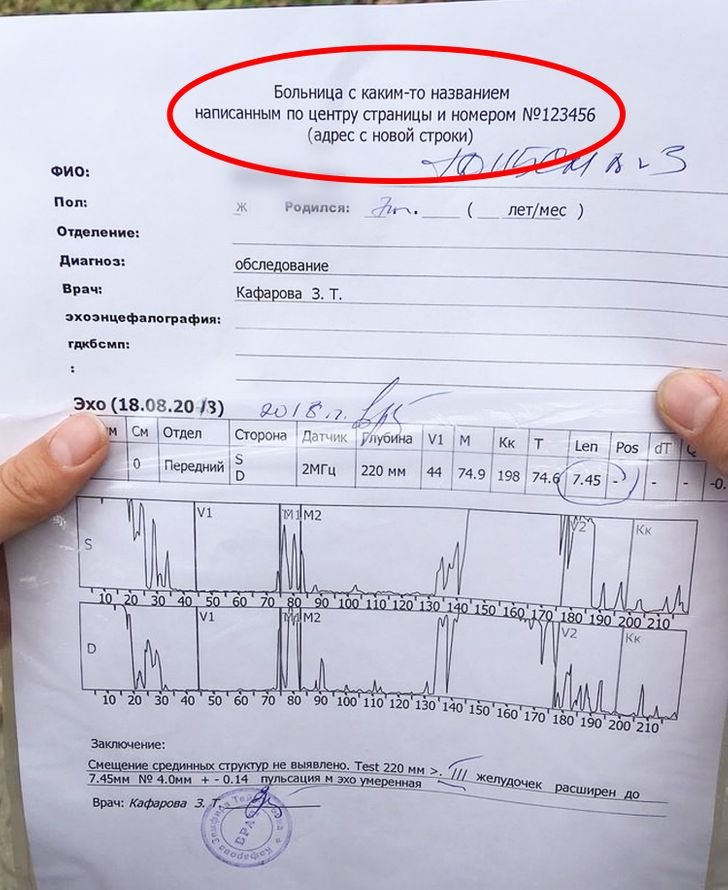 Больница с каким-то названием
написанным по центру страницы и номером №123456
(адрес с новой строки)
ФИО:
Пол: Ж Родился: ( лет/мес )
Отделение:
Диагноз: обследование
Врач: Кафарова З. Т.
эхоэнцефалография:
гдкбсмп:
:
Эхо (18.08.20 13) 2018 г.
См Отдел Сторона Датчик Глубина V1 M Кк T Len Pos dT
0 Передний S D 2МГц 220 мм 44 74.9 198 74.6 7.45 - - - -0.
S V1 M1 M2 V2 Кк
10 20 30 40 50 60 70 80 90 100 110 120 130 140 150 160 170 180 190 200 210
D V1 M1 M2 V2 Кк
10 20 30 40 50 60 70 80 90 100 110 120 130 140 150 160 170 180 190 200 210
Заключение:
Смещение срединных структур не выявлено. Test 220 мм >. /// желудочек расширен до
7.45мм № 4.0мм + - 0.14 пульсация м эхо умеренная
Врач: Кафарова З. Т.
ВРАЧ
Кафарова